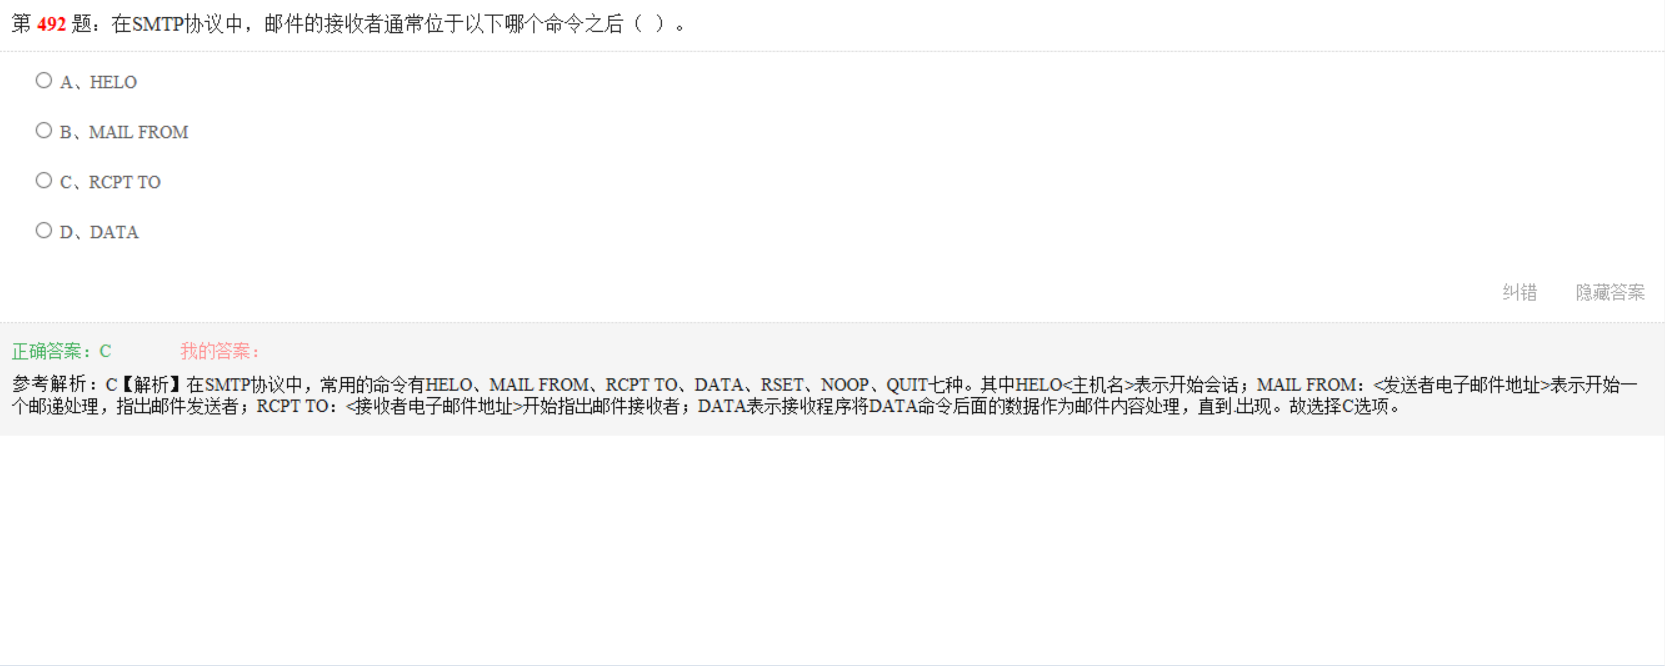 第 492 题：在SMTP协议中，邮件的接收者通常位于以下哪个命令之后（ ）。
A、HELO
B、MAIL FROM
C、RCPT TO
D、DATA
纠错 隐藏答案
正确答案：C 我的答案：
参考解析：C【解析】在SMTP协议中，常用的命令有HELO、MAIL FROM、RCPT TO、DATA、RSET、NOOP、QUIT七种。其中HELO<主机名>表示开始会话；MAIL FROM：<发送者电子邮件地址>表示开始一
个邮递处理，指出邮件发送者；RCPT TO：<接收者电子邮件地址>开始指出邮件接收者；DATA表示接收程序将DATA命令后面的数据作为邮件内容处理，直到.出现。故选择C选项。